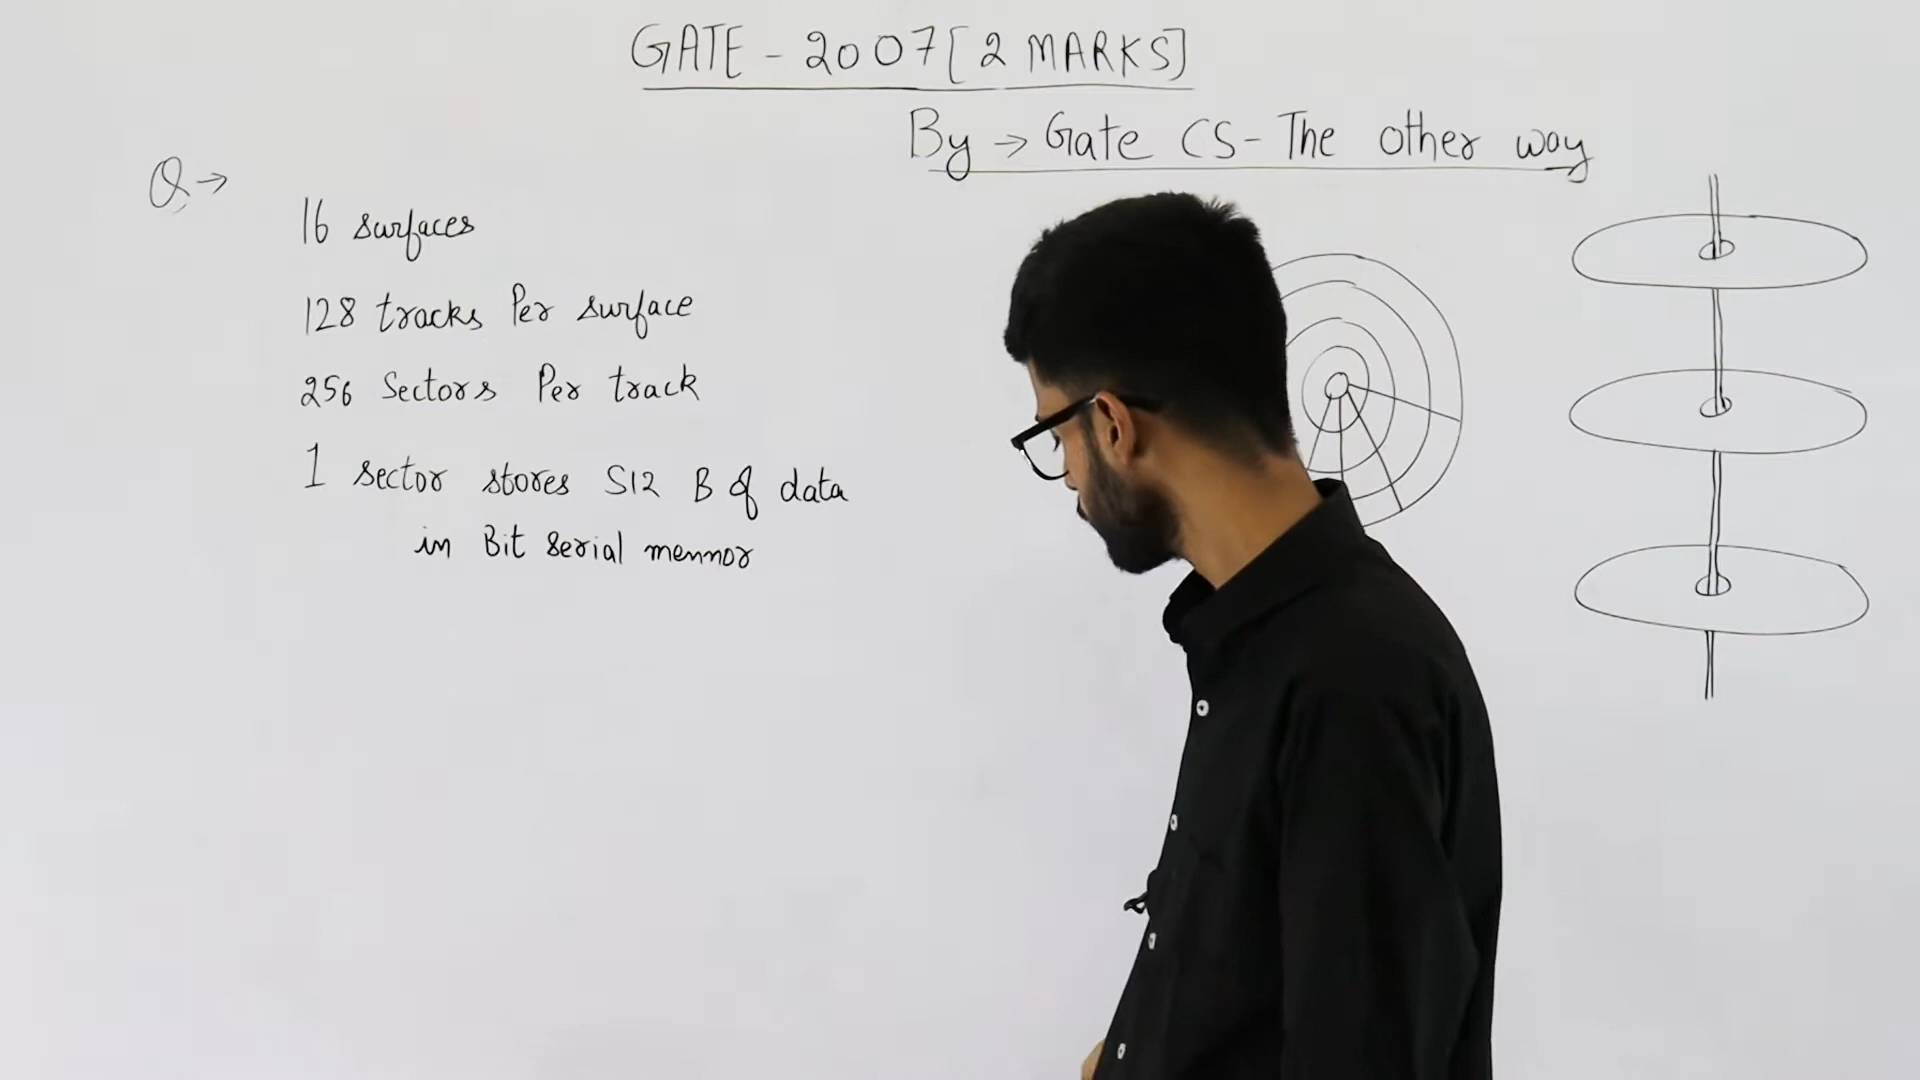 GATE - 2007 [2 MARKS]
By → Gate CS - The other way
Q →
16 surfaces
128 tracks Per surface
256 Sectors Per track
1 sector stores 512 B of data
in Bit serial mennor